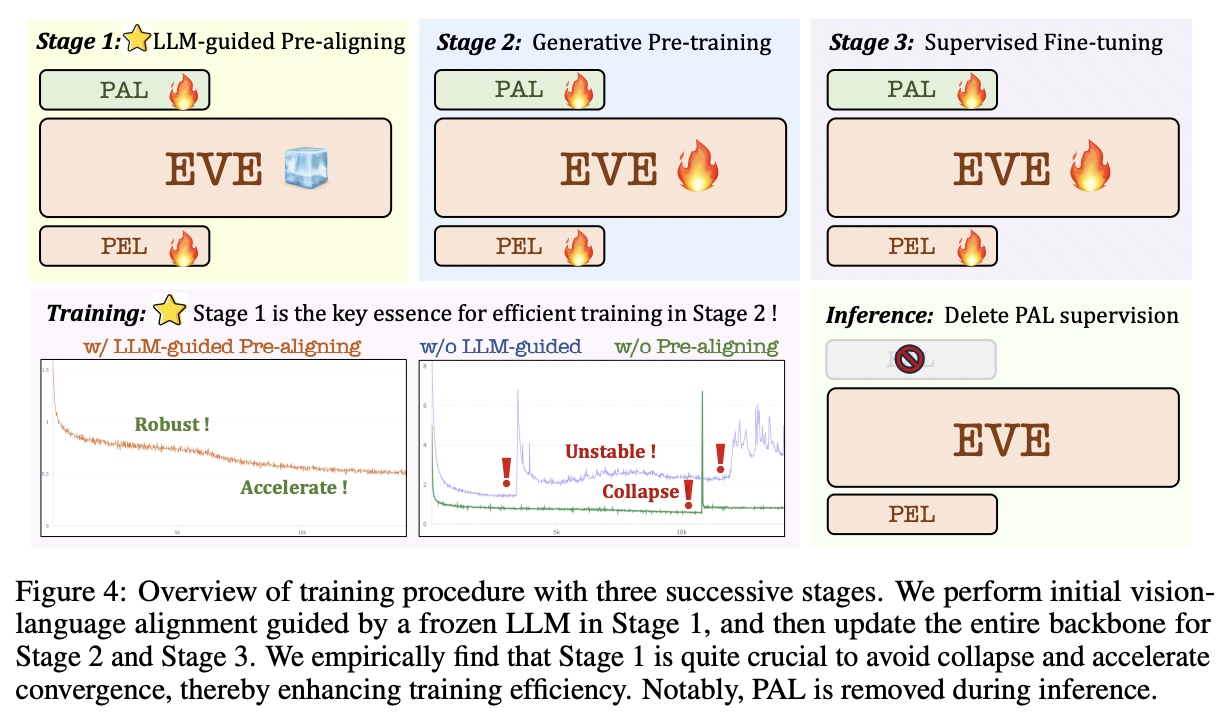 Stage 1: LLM-guided Pre-aligning
PAL
EVE
PEL
Stage 2: Generative Pre-training
PAL
EVE
PEL
Stage 3: Supervised Fine-tuning
PAL
EVE
PEL
Training: Stage 1 is the key essence for efficient training in Stage 2 !
w/ LLM-guided Pre-aligning
1.5
1
0.5
0
5k
10k
Robust !
Accelerate !
w/o LLM-guided w/o Pre-aligning
8
6
4
2
0
5k
10k
Unstable !
Collapse
Inference: Delete PAL supervision
EVE
PEL
Figure 4: Overview of training procedure with three successive stages. We perform initial vision-
language alignment guided by a frozen LLM in Stage 1, and then update the entire backbone for
Stage 2 and Stage 3. We empirically find that Stage 1 is quite crucial to avoid collapse and accelerate
convergence, thereby enhancing training efficiency. Notably, PAL is removed during inference.